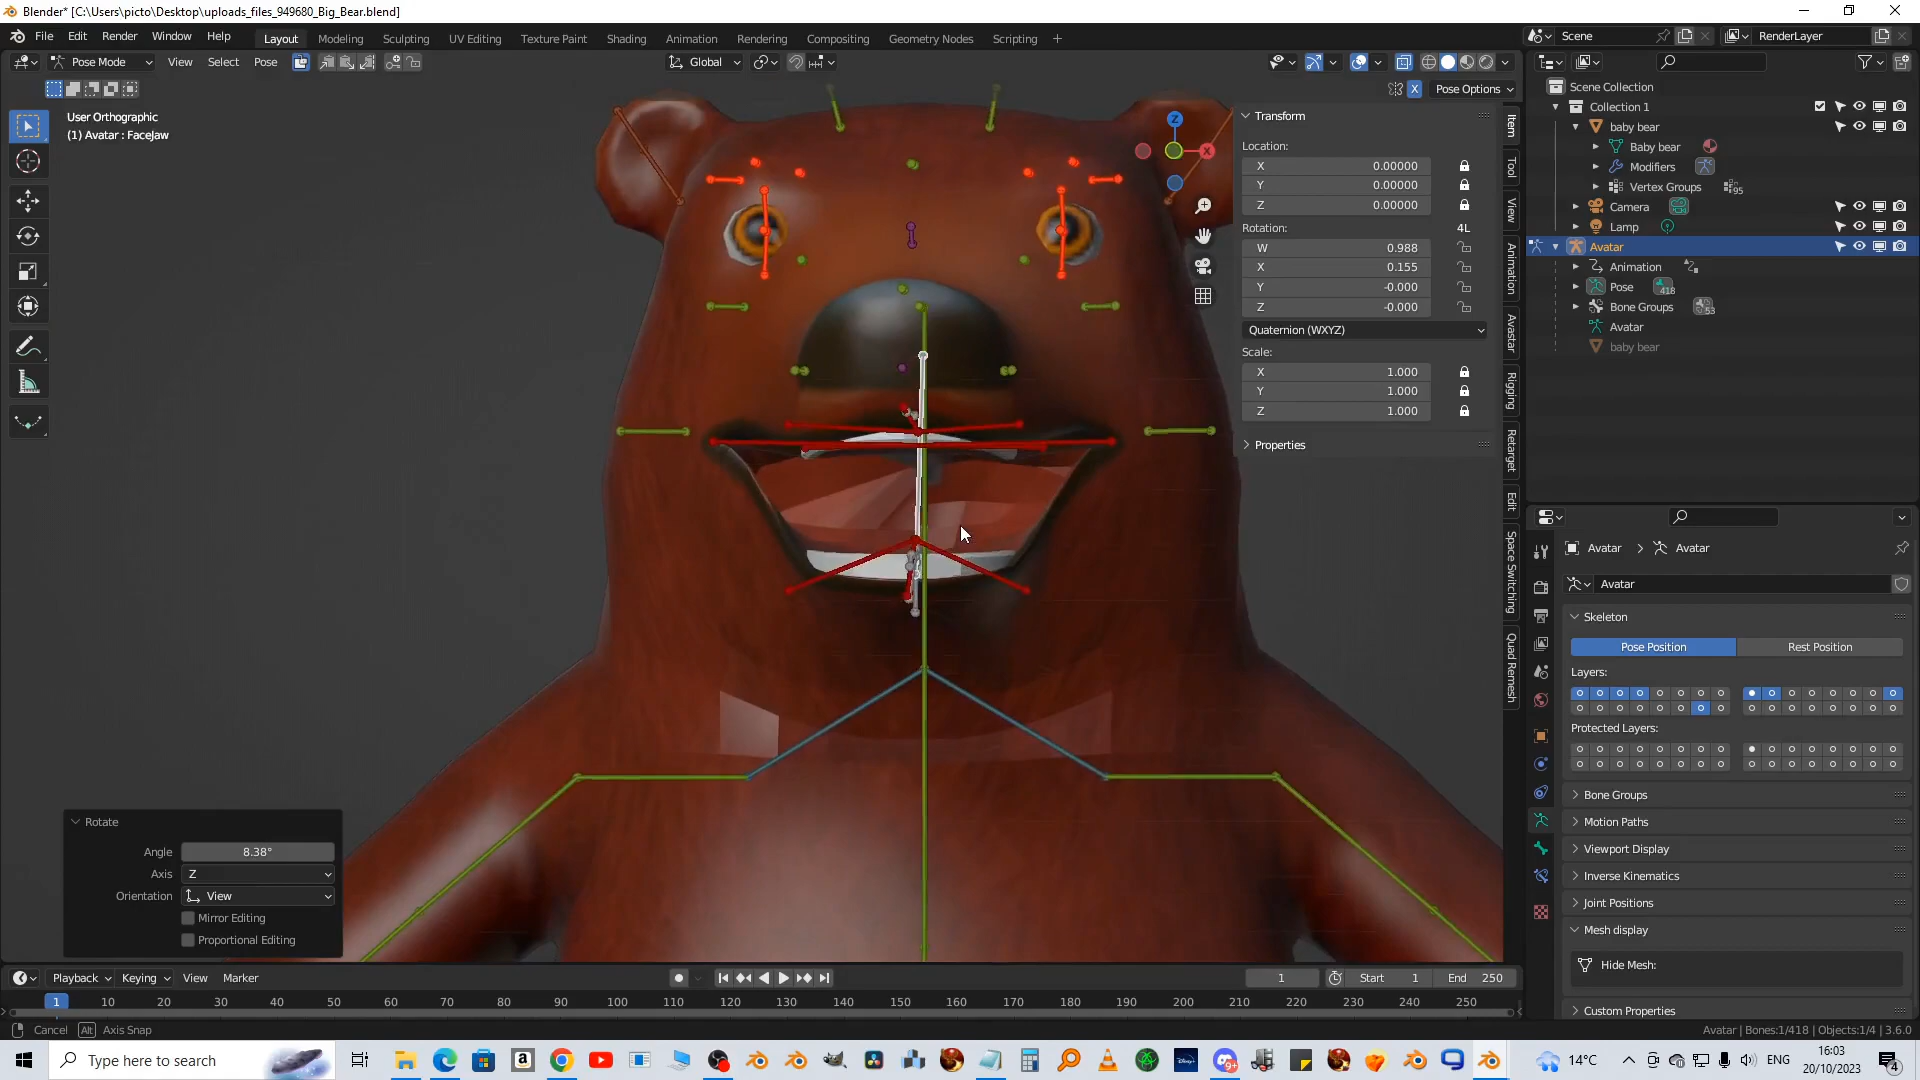 Blender* [C:\Users\picto\Desktop\uploads_files_949680_Big_Bear.blend]
File Edit Render Window Help
Layout Modeling Sculpting UV Editing Texture Paint Shading Animation Rendering Compositing Geometry Nodes Scripting +
Scene
RenderLayer
Pose Mode View Select Pose
Global
X Pose Options
User Orthographic
(1) Avatar : FaceJaw
Z
X
Transform
Location:
X 0.00000
Y 0.00000
Z 0.00000
Rotation: 4L
W 0.988
X 0.155
Y -0.000
Z -0.000
Quaternion (WXYZ)
Scale:
X 1.000
Y 1.000
Z 1.000
Properties
Item
Tool
View
Animation
Avastar
Rigging
Retarget
Edit
Space Switching
Quad Remesh
Scene Collection
Collection 1
baby bear
Baby bear
Modifiers
Vertex Groups 95
Camera
Lamp
Avatar
Animation
Pose 418
Bone Groups 53
Avatar
baby bear
Avatar Avatar
Avatar
Skeleton
Pose Position Rest Position
Layers:
Protected Layers:
Bone Groups
Motion Paths
Viewport Display
Inverse Kinematics
Joint Positions
Mesh display
Hide Mesh:
Custom Properties
Rotate
Angle 8.38°
Axis Z
Orientation View
Mirror Editing
Proportional Editing
Playback Keying View Marker
1 Start 1 End 250
1 10 20 30 40 50 60 70 80 90 100 110 120 130 140 150 160 170 180 190 200 210 220 230 240 250
Cancel Alt Axis Snap
Avatar | Bones:1/418 | Objects:1/4 | 3.6.0
Type here to search
14°C
ENG
16:03
20/10/2023
4